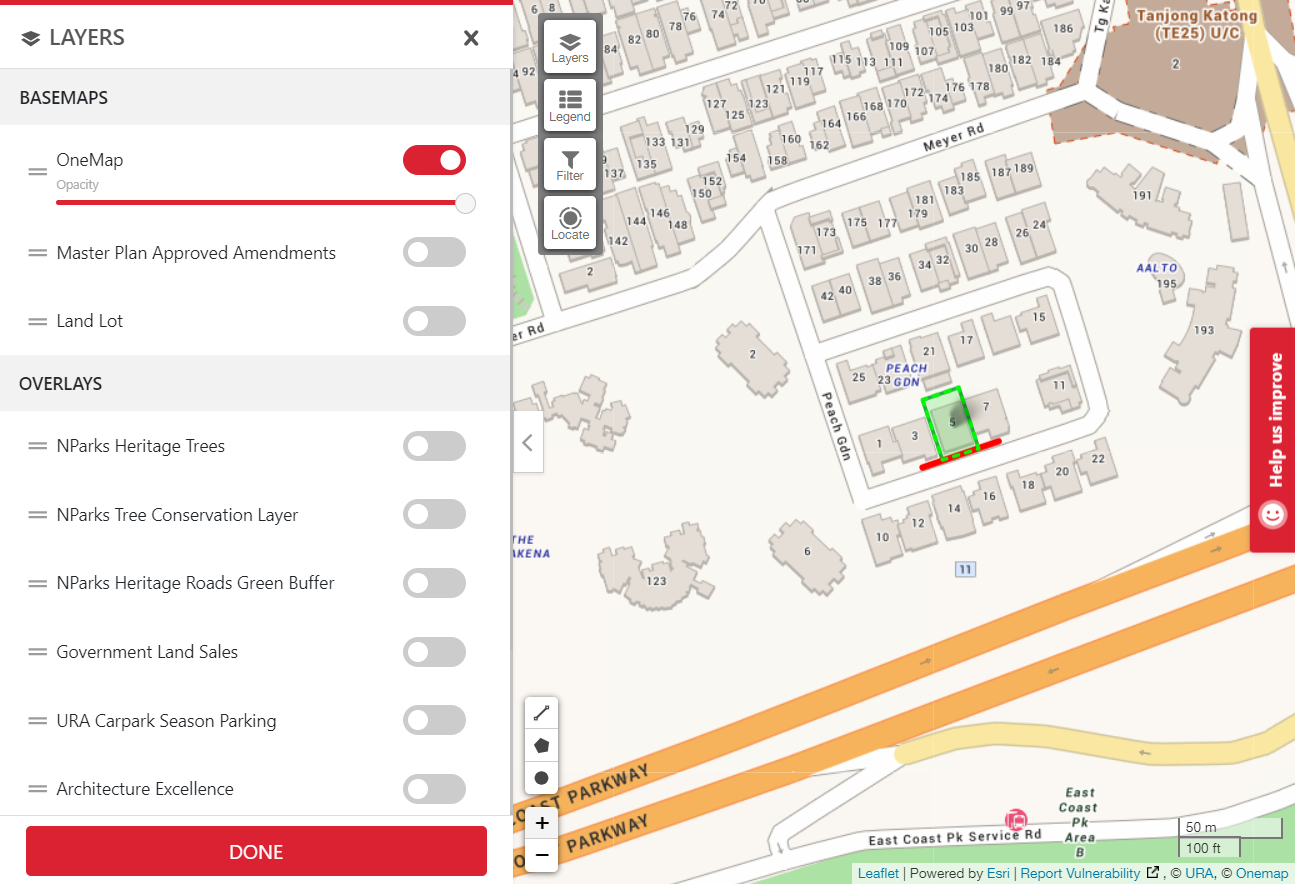 LAYERS
BASEMAPS
OneMap
Opacity
Master Plan Approved Amendments
Land Lot
OVERLAYS
NParks Heritage Trees
NParks Tree Conservation Layer
NParks Heritage Roads Green Buffer
Government Land Sales
URA Carpark Season Parking
Architecture Excellence
DONE
Layers
Legend
Filter
Locate
6
8
74
72
76
78
80
82
84
92
97
99
101
103
105
107
109
111
113
115
117
119
121
123
125
127
129
131
133
135
137
186
184
182
180
178
176
174
172
170
168
166
164
162
160
158
154
152
150
148
146
144
142
2
Tg Ka
Tanjong Katong
(TE25) U/C
2
Meyer Rd
er Rd
189
187
185
183
181
179
177
175
173
171
191
AALTO
195
193
24
26
28
30
32
34
36
38
40
42
2
15
17
21
23
25
PEACH
GDN
11
7
5
3
1
Peach Gdn
22
20
18
16
14
12
10
6
11
THE
AKENA
123
COAST PARKWAY
PARKWAY
East Coast Pk Service Rd
East
Coast
Pk
Area
B
Help us improve
+
−
50 m
100 ft
Leaflet | Powered by Esri | Report Vulnerability , © URA, © Onemap